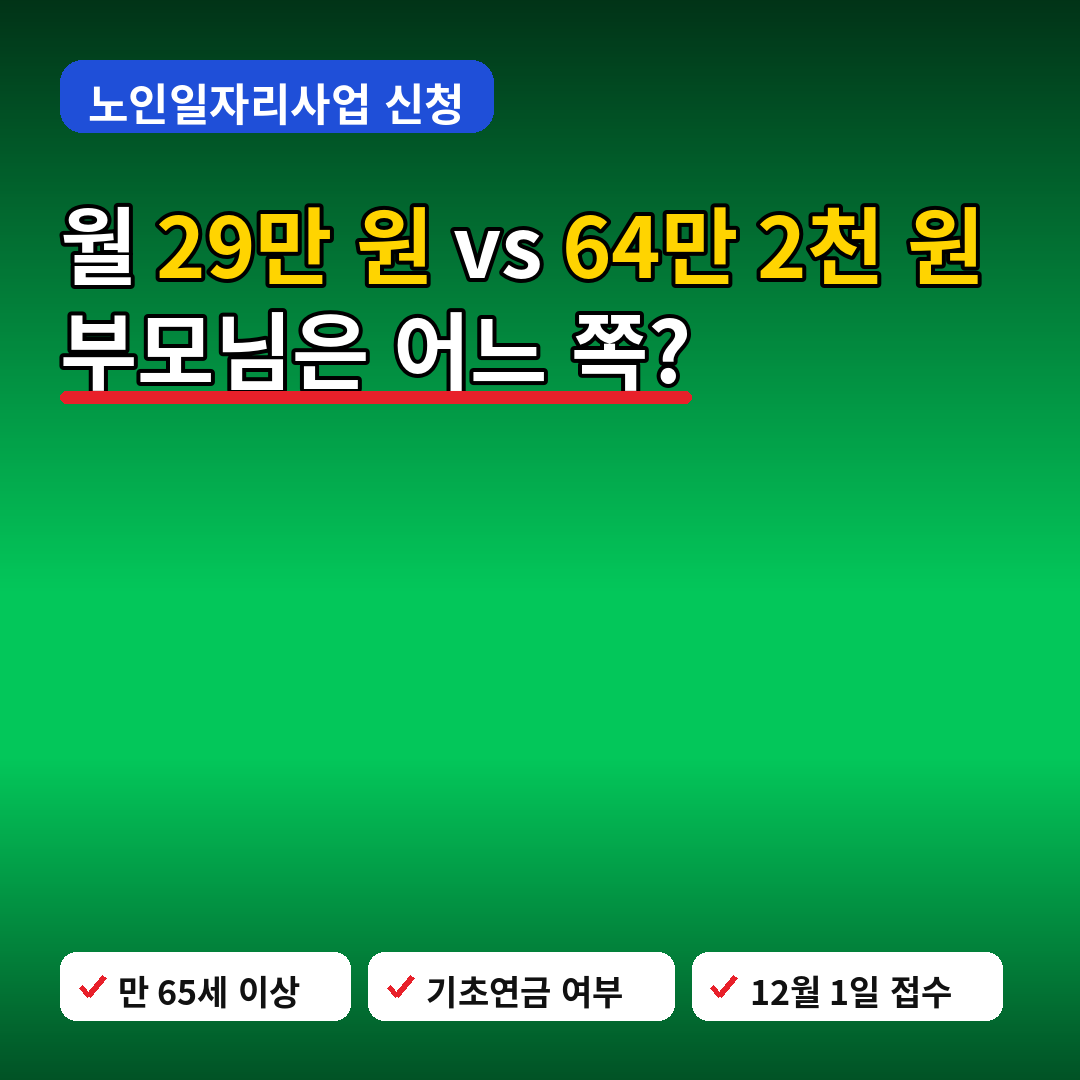 노인일자리사업 신청
월 29만 원 vs 64만 2천 원
부모님은 어느 쪽?
만 65세 이상
기초연금 여부
12월 1일 접수